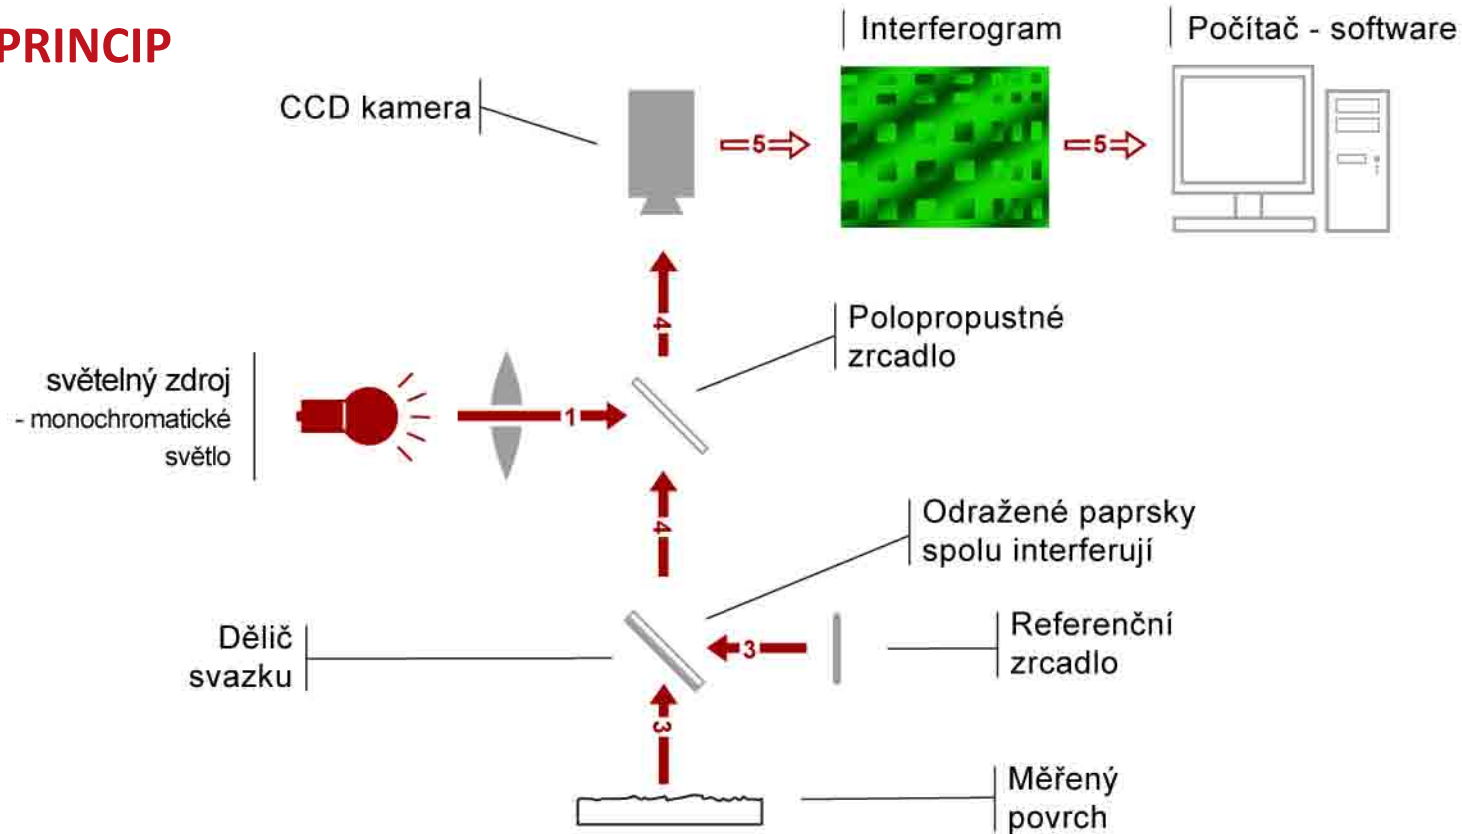 PRINCIP
Interferogram
Počítač - software
CCD kamera
5
5
4
Polopropustné
zrcadlo
světelný zdroj
- monochromatické
světlo
1
4
Odražené paprsky
spolu interferují
Dělič
svazku
3
Referenční
zrcadlo
3
Měřený
povrch